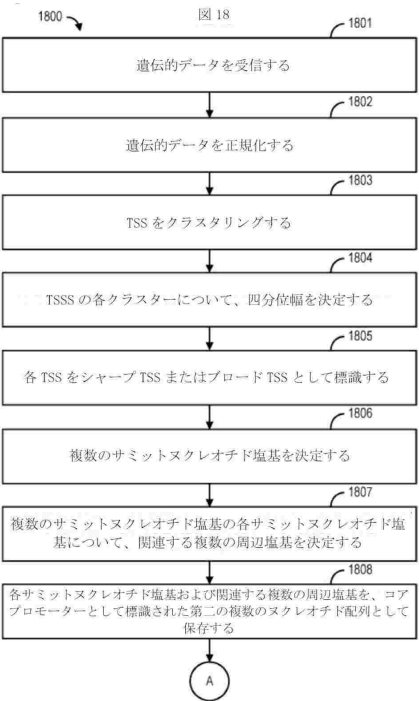 図 18
1800
1801
遺伝的データを受信する
1802
遺伝的データを正規化する
1803
TSS をクラスタリングする
1804
TSSS の各クラスターについて、四分位幅を決定する
1805
各 TSS をシャープ TSS またはブロード TSS として標識する
1806
複数のサミットヌクレオチド塩基を決定する
1807
複数のサミットヌクレオチド塩基の各サミットヌクレオチド塩
基について、関連する複数の周辺塩基を決定する
1808
各サミットヌクレオチド塩基および関連する複数の周辺塩基を、コア
プロモーターとして標識された第二の複数のヌクレオチド配列として
保存する
A